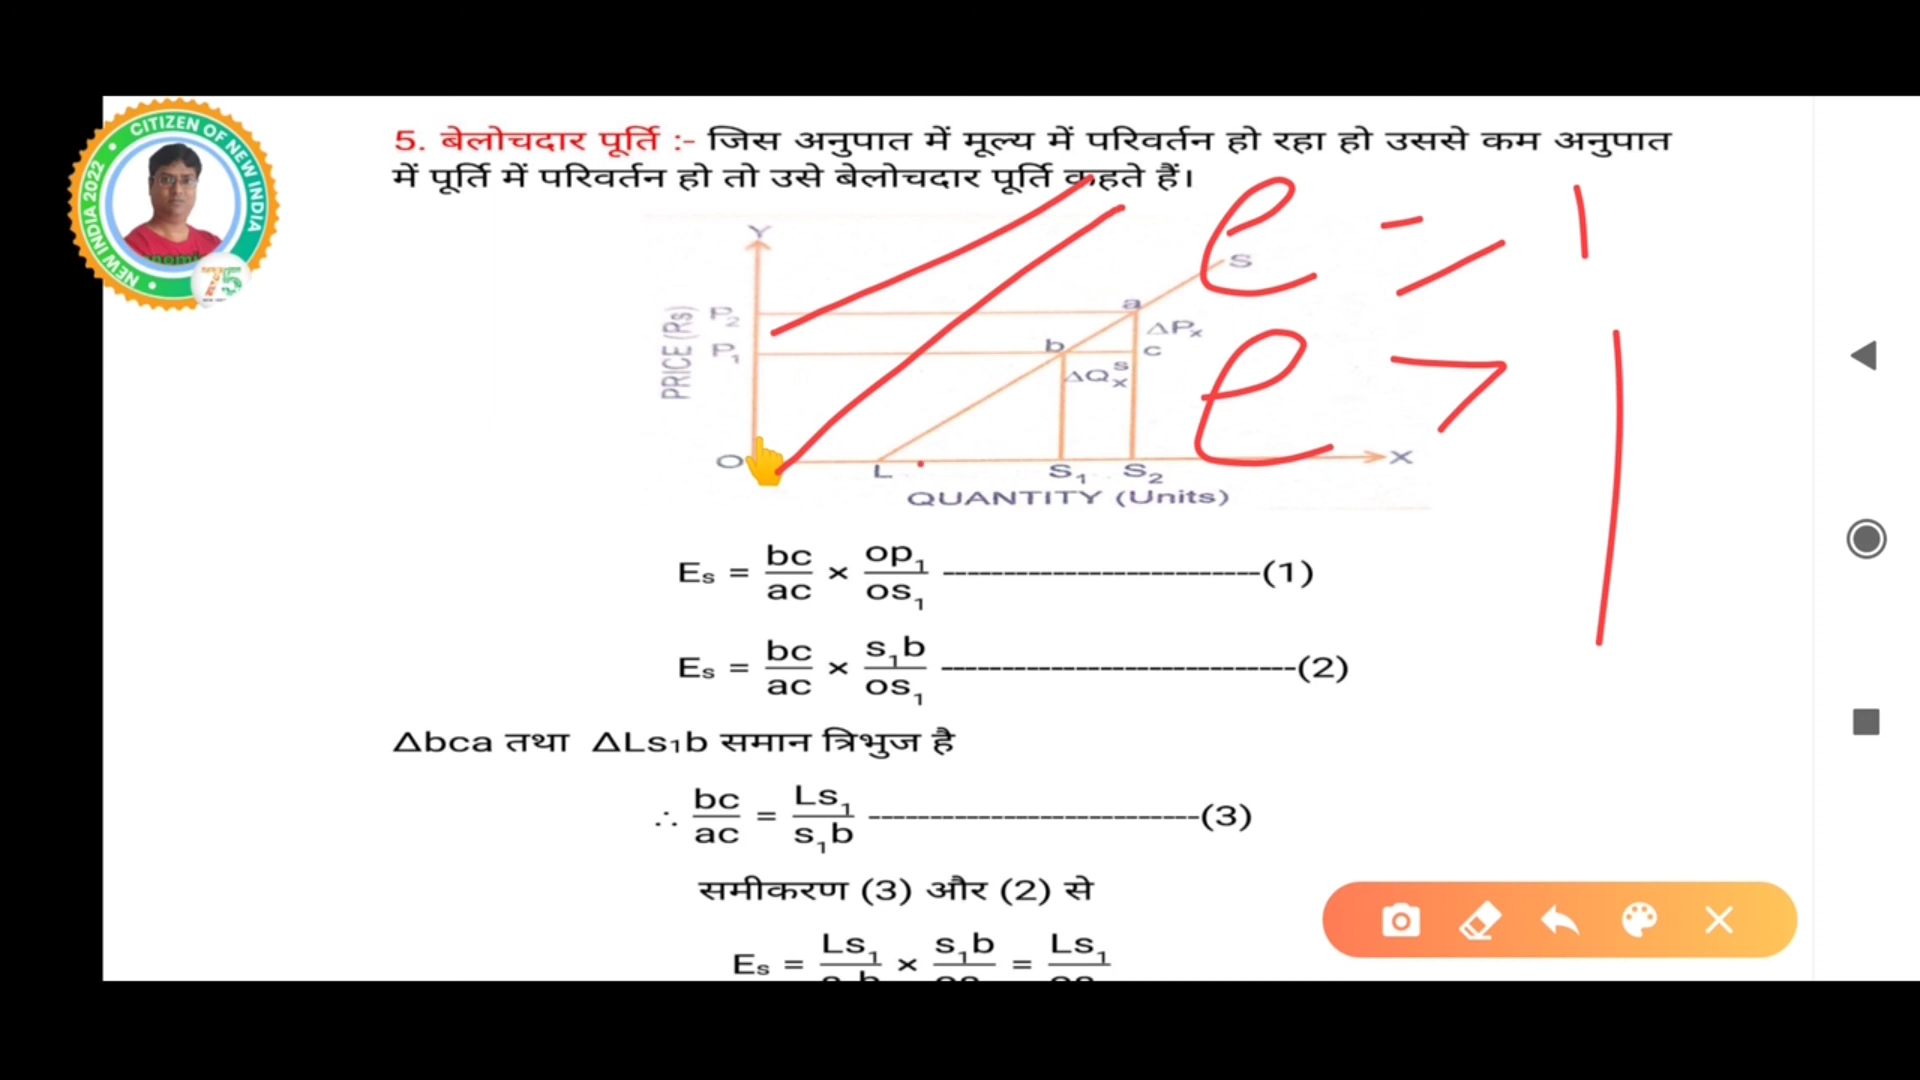 CITIZEN OF NEW INDIA
NEW INDIA 2022
75
5. बेलोचदार पूर्ति :- जिस अनुपात में मूल्य में परिवर्तन हो रहा हो उससे कम अनुपात
में पूर्ति में परिवर्तन हो तो उसे बेलोचदार पूर्ति कहते हैं।
Y
e = 1
S
P₂
a
ΔPₓ
PRICE (Rs)
P₁
b
c
e > 1
ΔQₓˢ
O
L
S₁
S₂
X
QUANTITY (Units)
Eₛ = bc/ac × op₁/os₁ --------------------------(1)
Eₛ = bc/ac × s₁b/os₁ -----------------------------(2)
Δbca तथा ΔLs₁b समान त्रिभुज है
∴ bc/ac = Ls₁/s₁b ---------------------------(3)
समीकरण (3) और (2) से
Eₛ = Ls₁/s₁b × s₁b/os₁ = Ls₁/os₁